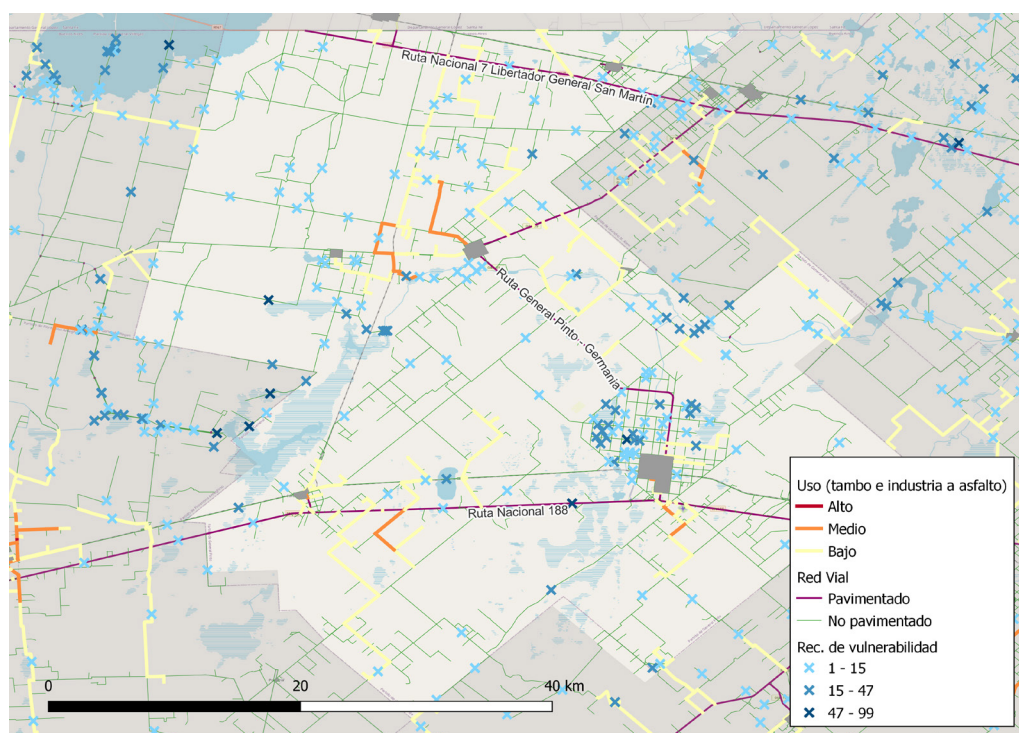 Ruta Nacional 7 Libertador General San Martín
Ruta General Pinto - Germania
Ruta Nacional 188
Uso (tambo e industria a asfalto)
Alto
Medio
Bajo
Red Vial
Pavimentado
No pavimentado
Rec. de vulnerabilidad
1 - 15
15 - 47
47 - 99
0
20
40 km